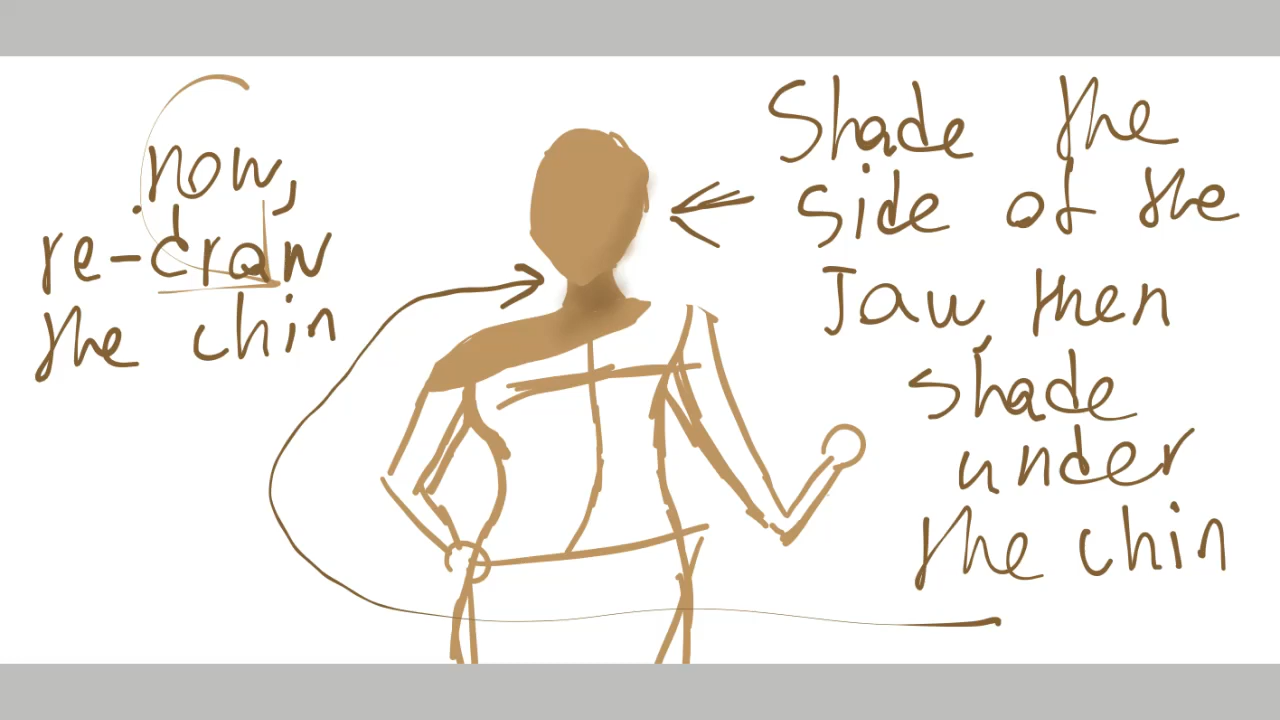 now,
re-draw
the chin
Shade the
side of the
Jaw, then
shade
under
the chin